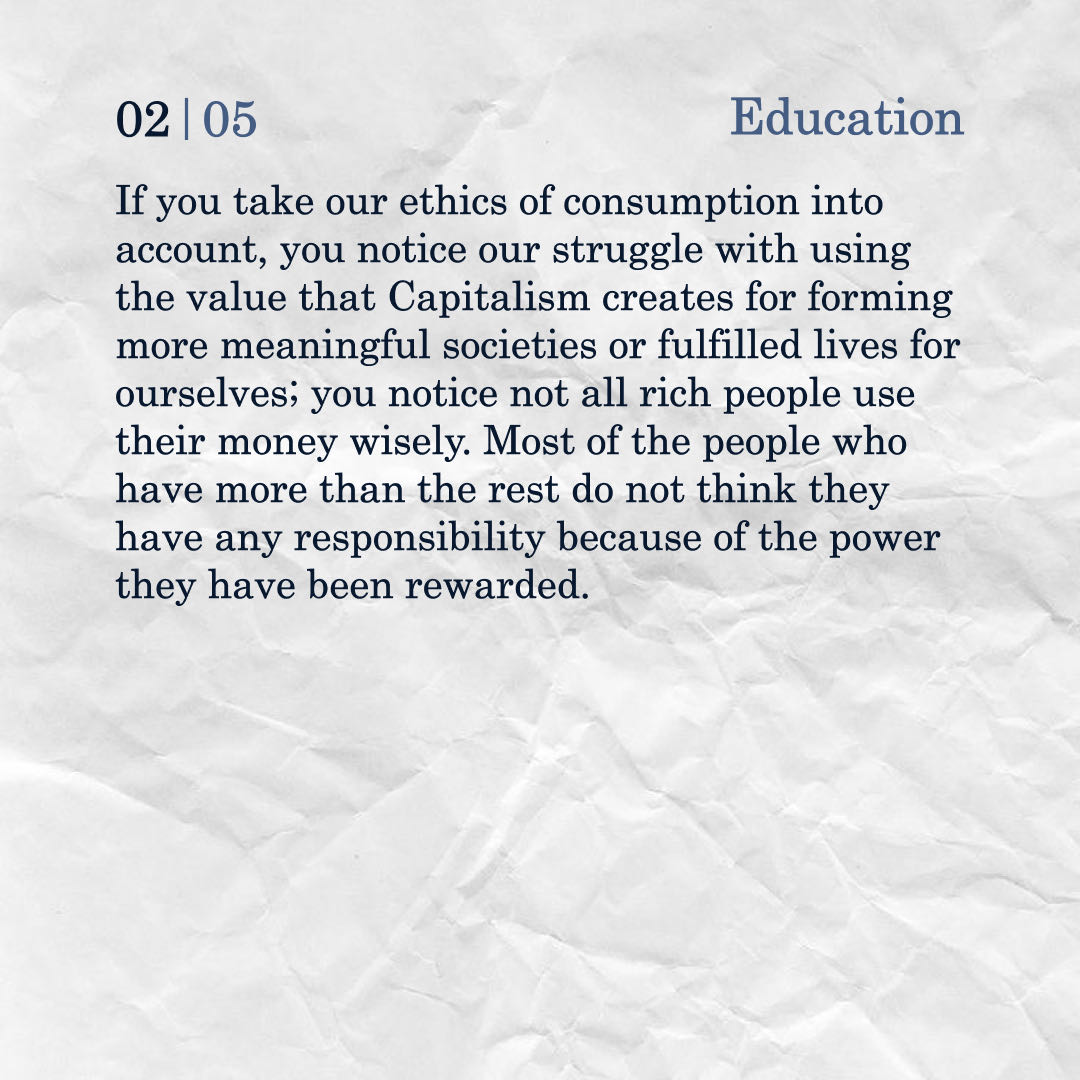 02 | 05
Education
If you take our ethics of consumption into
account, you notice our struggle with using
the value that Capitalism creates for forming
more meaningful societies or fulfilled lives for
ourselves; you notice not all rich people use
their money wisely. Most of the people who
have more than the rest do not think they
have any responsibility because of the power
they have been rewarded.